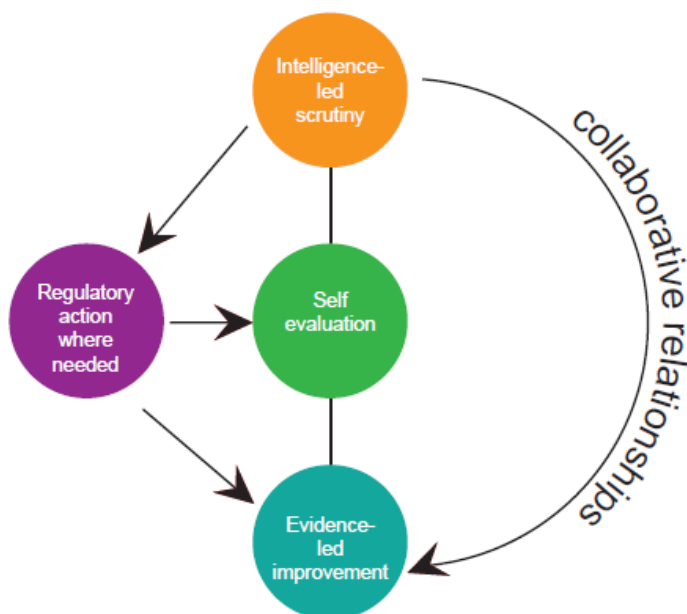 Intelligence-
led
scrutiny
collaborative relationships
Regulatory
action
where
needed
Self
evaluation
Evidence-
led
improvement